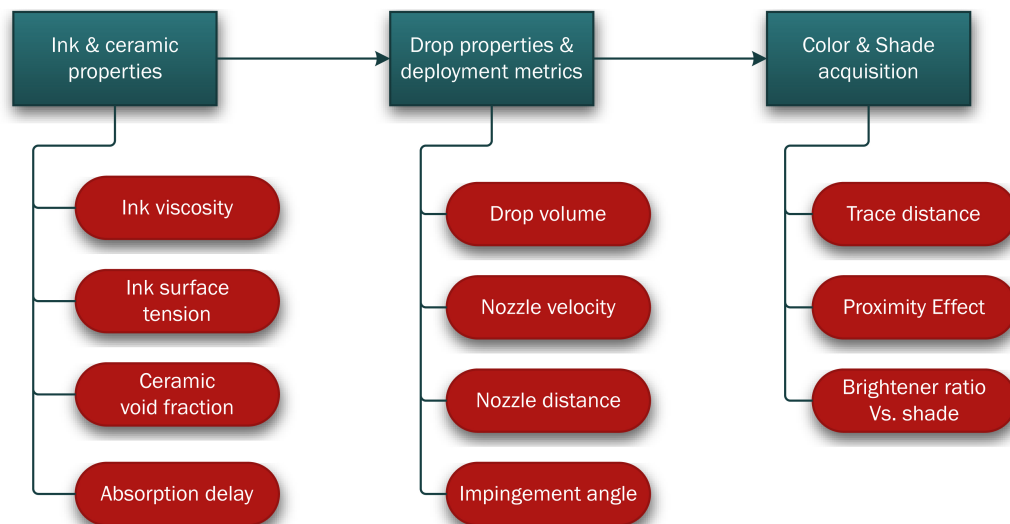 Ink & ceramic
properties
Drop properties &
deployment metrics
Color & Shade
acquisition
Ink viscosity
Ink surface
tension
Ceramic
void fraction
Absorption delay
Drop volume
Nozzle velocity
Nozzle distance
Impingement angle
Trace distance
Proximity Effect
Brightener ratio
Vs. shade